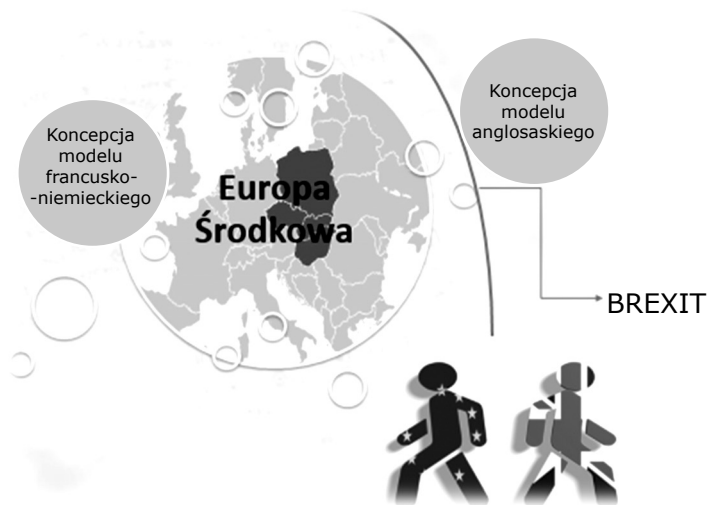 Koncepcja
modelu
francusko-
-niemieckiego
Europa
Środkowa
Koncepcja
modelu
anglosaskiego
BREXIT